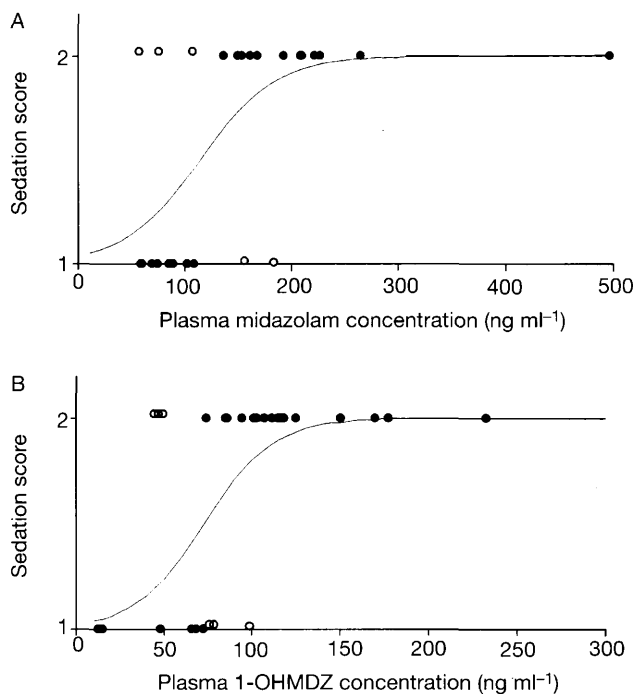 A
Sedation score
2
1
0
100
200
300
400
500
Plasma midazolam concentration (ng ml⁻¹)
B
Sedation score
2
1
0
50
100
150
200
250
300
Plasma 1-OHMDZ concentration (ng ml⁻¹)